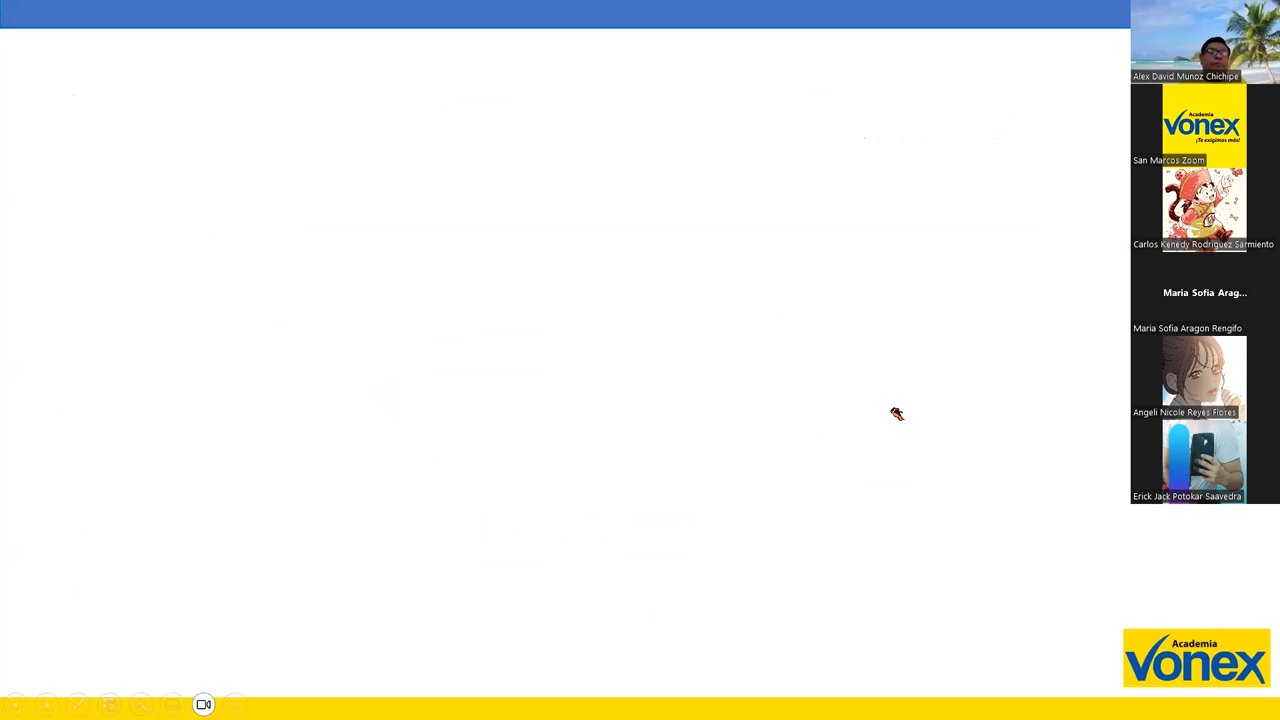 Alex David Munoz Chichipe
Academia
Vonex
¡Te exigimos más!
San Marcos Zoom
Carlos Kenedy Rodriguez Sarmiento
Maria Sofia Arag...
Maria Sofia Aragon Rengifo
Angeli Nicole Reyes Flores
Erick Jack Potokar Saavedra
Academia
Vonex